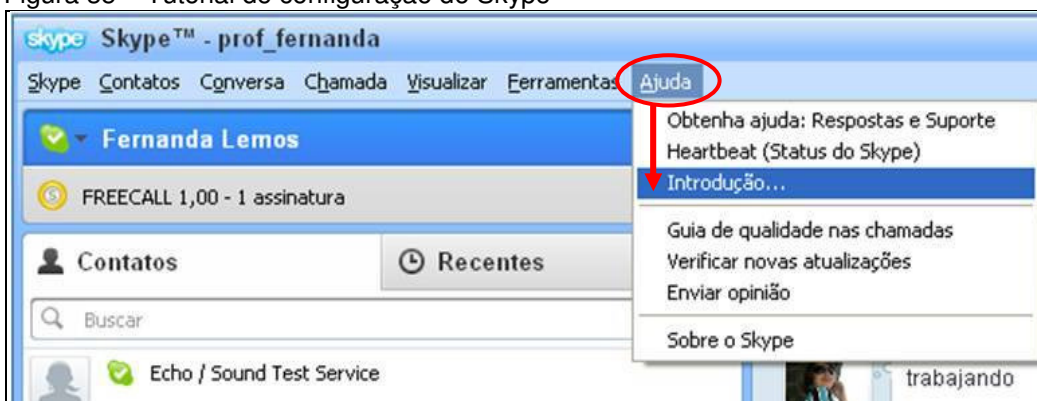 Skype™ - prof_fernanda
Skype Contatos Conversa Chamada Visualizar Ferramentas Ajuda
Obtenha ajuda: Respostas e Suporte
Heartbeat (Status do Skype)
Introdução...
Guia de qualidade nas chamadas
Verificar novas atualizações
Enviar opinião
Sobre o Skype
Fernanda Lemos
FREECALL 1,00 - 1 assinatura
Contatos
Recentes
Buscar
Echo / Sound Test Service
trabajando